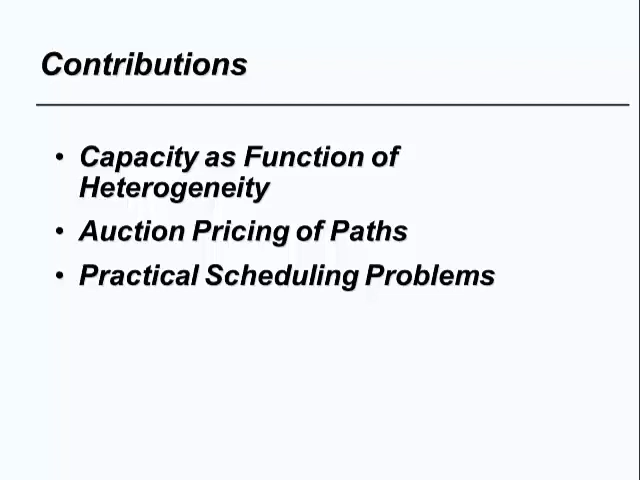 Contributions
• Capacity as Function of
Heterogeneity
• Auction Pricing of Paths
• Practical Scheduling Problems